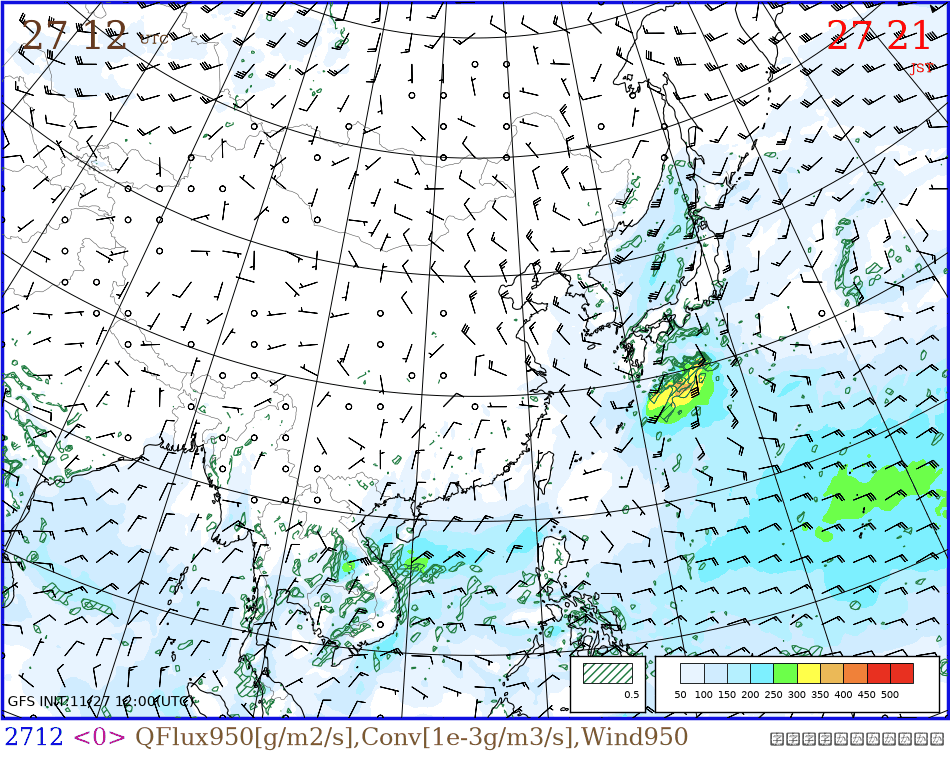 27 12 UTC
27 21
JST
0.5
50 100 150 200 250 300 350 400 450 500
GFS INIT:11/27 12:00(UTC)
2712 <0> QFlux950[g/m2/s],Conv[1e-3g/m3/s],Wind950